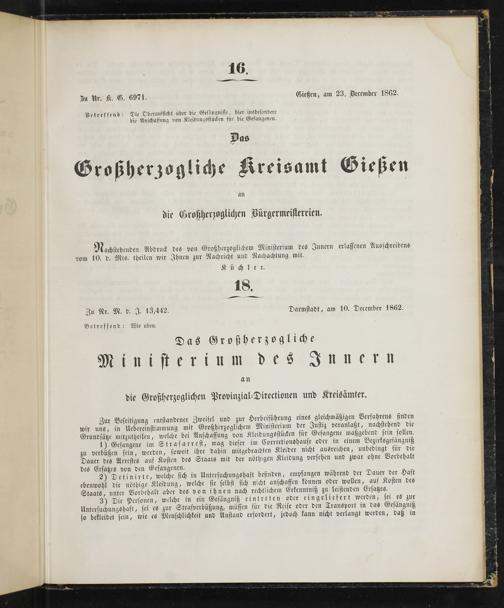 16.
Zu Nr. K. G. 6971. Gießen, am 23. December 1862.
Betreffend: Die Oberaufsicht über die Gefängnisse, hier insbesondere
die Anschaffung von Kleidungsstücken für die Gefangenen.
Das
Großherzogliche Kreisamt Gießen
an
die Großherzoglichen Bürgermeistereien.
Nachstehenden Abdruck des von Großherzoglichem Ministerium des Innern erlassenen Ausschreibens
vom 10. d. Mts. theilen wir Ihnen zur Nachricht und Nachachtung mit.
Küchler.
18.
Zu Nr. M. d. J. 13,442. Darmstadt, am 10. December 1862.
Betreffend: Wie oben.
Das Großherzogliche
Ministerium des Innern
an
die Großherzoglichen Provinzial-Directionen und Kreisämter.
Zur Beseitigung entstandener Zweifel und zur Herbeiführung eines gleichmäßigen Verfahrens finden
wir uns, in Uebereinstimmung mit Großherzoglichem Ministerium der Justiz veranlaßt, nachstehend die
Grundsätze mitzutheilen, welche bei Anschaffung von Kleidungsstücken für Gefangene maßgebend sein sollen.
1) Gefangene im Strafarrest, mag dieser im Correctionshause oder in einem Bezirksgefängniß
zu verbüßen sein, werden, soweit ihre dahin mitgebrachten Kleider nicht ausreichen, unbedingt für die
Dauer des Arrestes auf Kosten des Staats mit der nöthigen Kleidung versehen und zwar ohne Vorbehalt
des Ersatzes von den Gefangenen.
2) Detinirte, welche sich in Untersuchungshaft befinden, empfangen während der Dauer der Haft
ebenwohl die nöthige Kleidung, welche sie selbst sich nicht anschaffen können oder wollen, auf Kosten des
Staats, unter Vorbehalt aber des von ihnen nach rechtlichem Erkenntniß zu leistenden Ersatzes.
3) Die Personen, welche in ein Gefängniß eintreten oder eingeliefert werden, sei es zur
Untersuchungshaft, sei es zur Strafverbüßung, müssen für die Reise oder den Transport in das Gefängniß
so bekleidet sein, wie es Menschlichkeit und Anstand erfordert, jedoch kann nicht verlangt werden, daß in